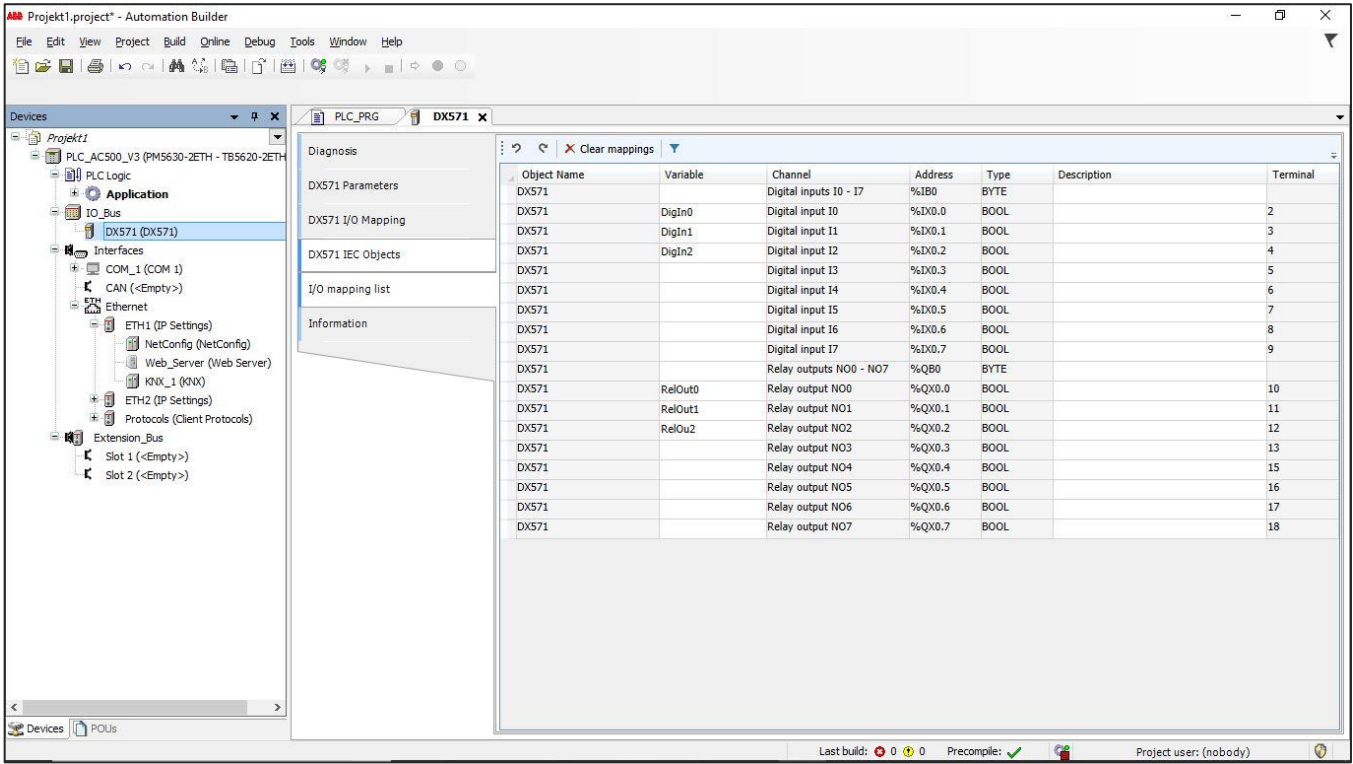 ABB Projekt1.project* - Automation Builder
File Edit View Project Build Online Debug Tools Window Help
Devices
Projekt1
PLC_AC500_V3 (PM5630-2ETH - TB5620-2ETH
PLC Logic
Application
IO_Bus
DX571 (DX571)
Interfaces
COM_1 (COM 1)
CAN (<Empty>)
ETH Ethernet
ETH1 (IP Settings)
NetConfig (NetConfig)
Web_Server (Web Server)
KNX_1 (KNX)
ETH2 (IP Settings)
Protocols (Client Protocols)
Extension_Bus
Slot 1 (<Empty>)
Slot 2 (<Empty>)
Devices POUs
PLC_PRG DX571
Diagnosis
DX571 Parameters
DX571 I/O Mapping
DX571 IEC Objects
I/O mapping list
Information
Clear mappings
Object Name Variable Channel Address Type Description Terminal
DX571 Digital inputs I0 - I7 %IB0 BYTE
DX571 DigIn0 Digital input I0 %IX0.0 BOOL 2
DX571 DigIn1 Digital input I1 %IX0.1 BOOL 3
DX571 DigIn2 Digital input I2 %IX0.2 BOOL 4
DX571 Digital input I3 %IX0.3 BOOL 5
DX571 Digital input I4 %IX0.4 BOOL 6
DX571 Digital input I5 %IX0.5 BOOL 7
DX571 Digital input I6 %IX0.6 BOOL 8
DX571 Digital input I7 %IX0.7 BOOL 9
DX571 Relay outputs NO0 - NO7 %QB0 BYTE
DX571 RelOut0 Relay output NO0 %QX0.0 BOOL 10
DX571 RelOut1 Relay output NO1 %QX0.1 BOOL 11
DX571 RelOu2 Relay output NO2 %QX0.2 BOOL 12
DX571 Relay output NO3 %QX0.3 BOOL 13
DX571 Relay output NO4 %QX0.4 BOOL 15
DX571 Relay output NO5 %QX0.5 BOOL 16
DX571 Relay output NO6 %QX0.6 BOOL 17
DX571 Relay output NO7 %QX0.7 BOOL 18
Last build: 0 0 Precompile: Project user: (nobody)